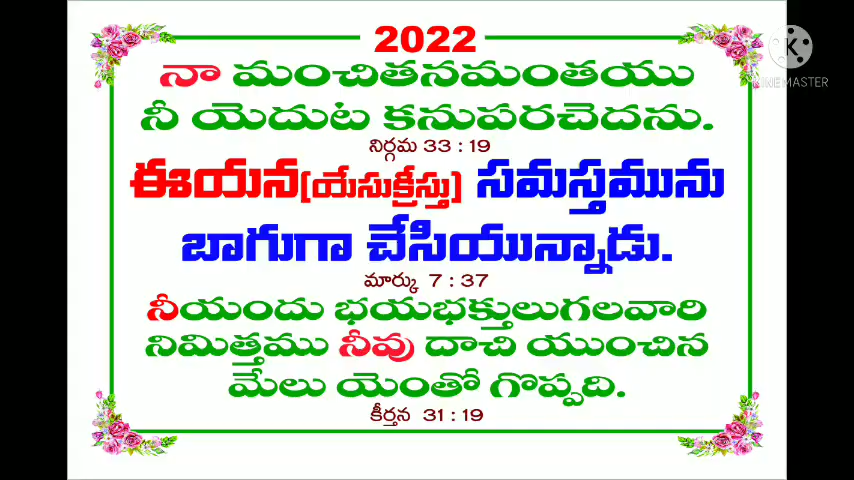 2022
నా మంచితనమంతయు
నీ యెదుట కనుపరచెదను.
నిర్గమ 33 : 19
ఈయన[యేసుక్రీస్తు] సమస్తమును
బాగుగా చేసియున్నాడు.
మార్కు 7 : 37
నీయందు భయభక్తులుగలవారి
నిమిత్తము నీవు దాచి యుంచిన
మేలు యెంతో గొప్పది.
కీర్తన 31 : 19
K
KINEMASTER